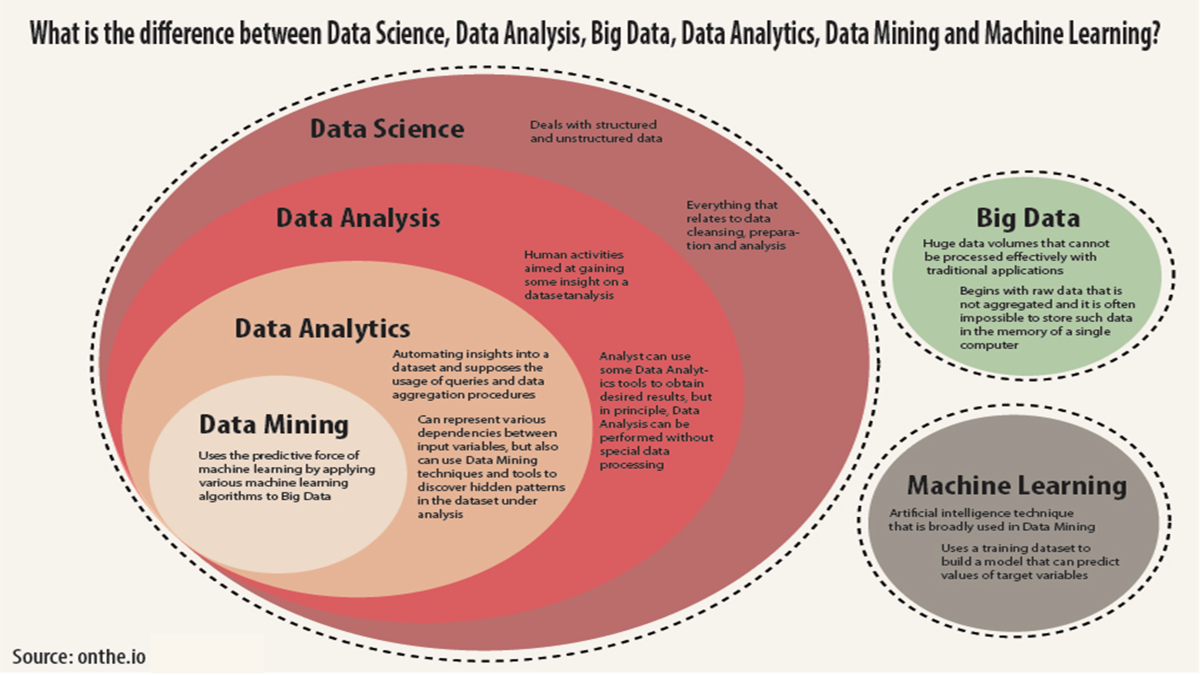 What is the difference between Data Science, Data Analysis, Big Data, Data Analytics, Data Mining and Machine Learning?
Data Science
Deals with structured
and unstructured data
Everything that
relates to data
cleansing, prepara-
tion and analysis
Data Analysis
Human activities
aimed at gaining
some insight on a
datasetanalysis
Analyst can use
some Data Analyt-
ics tools to obtain
desired results, but
in principle, Data
Analysis can be
performed without
special data
processing
Data Analytics
Automating insights into a
dataset and supposes the
usage of queries and data
aggregation procedures
Can represent various
dependencies between
input variables, but also
can use Data Mining
techniques and tools to
discover hidden patterns
in the dataset under
analysis
Data Mining
Uses the predictive force of
machine learning by applying
various machine learning
algorithms to Big Data
Big Data
Huge data volumes that cannot
be processed effectively with
traditional applications
Begins with raw data that is
not aggregated and it is often
impossible to store such data
in the memory of a single
computer
Machine Learning
Artificial intelligence technique
that is broadly used in Data Mining
Uses a training dataset to
build a model that can predict
values of target variables
Source: onthe.io